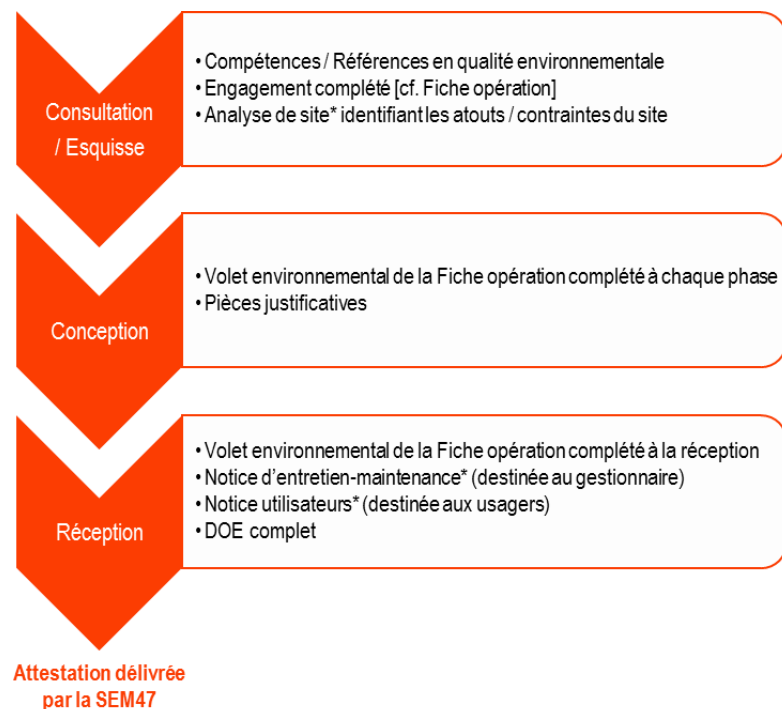 Consultation
/ Esquisse
• Compétences / Références en qualité environnementale
• Engagement complété [cf. Fiche opération]
• Analyse de site* identifiant les atouts / contraintes du site
Conception
• Volet environnemental de la Fiche opération complété à chaque phase
• Pièces justificatives
Réception
• Volet environnemental de la Fiche opération complété à la réception
• Notice d'entretien-maintenance* (destinée au gestionnaire)
• Notice utilisateurs* (destinée aux usagers)
• DOE complet
Attestation délivrée
par la SEM47